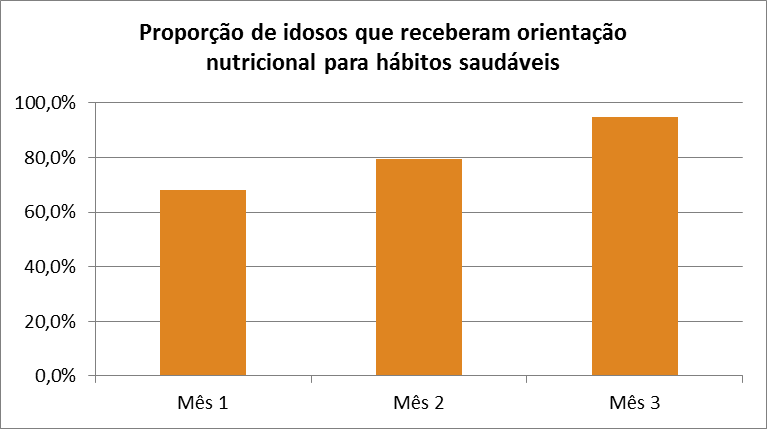 Proporção de idosos que receberam orientação
nutricional para hábitos saudáveis
100,0%
80,0%
60,0%
40,0%
20,0%
0,0%
Mês 1
Mês 2
Mês 3